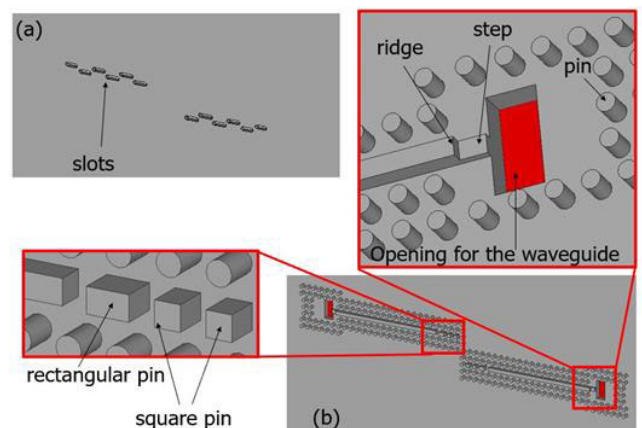 (a)
slots
ridge
step
pin
Opening for the waveguide
rectangular pin
square pin
(b)